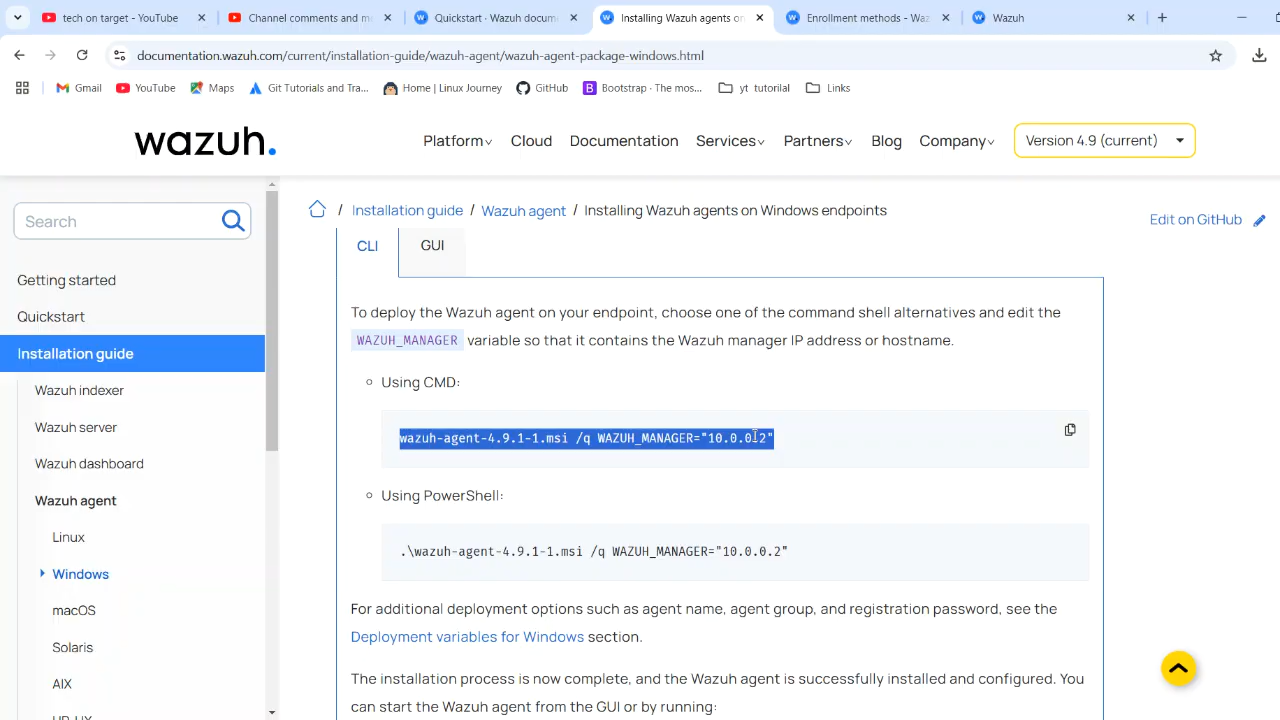 tech on target - YouTube
Channel comments and m
Quickstart · Wazuh docume
Installing Wazuh agents on
Enrollment methods - Waz
Wazuh
documentation.wazuh.com/current/installation-guide/wazuh-agent/wazuh-agent-package-windows.html
Gmail
YouTube
Maps
Git Tutorials and Tra...
Home | Linux Journey
GitHub
Bootstrap · The mos...
yt tutorilal
Links
wazuh.
Platform
Cloud
Documentation
Services
Partners
Blog
Company
Version 4.9 (current)
Search
Getting started
Quickstart
Installation guide
Wazuh indexer
Wazuh server
Wazuh dashboard
Wazuh agent
Linux
Windows
macOS
Solaris
AIX
HP-UX
/ Installation guide / Wazuh agent / Installing Wazuh agents on Windows endpoints
Edit on GitHub
CLI
GUI
To deploy the Wazuh agent on your endpoint, choose one of the command shell alternatives and edit the
WAZUH_MANAGER variable so that it contains the Wazuh manager IP address or hostname.
Using CMD:
wazuh-agent-4.9.1-1.msi /q WAZUH_MANAGER="10.0.0.2"
Using PowerShell:
.\wazuh-agent-4.9.1-1.msi /q WAZUH_MANAGER="10.0.0.2"
For additional deployment options such as agent name, agent group, and registration password, see the
Deployment variables for Windows section.
The installation process is now complete, and the Wazuh agent is successfully installed and configured. You
can start the Wazuh agent from the GUI or by running: